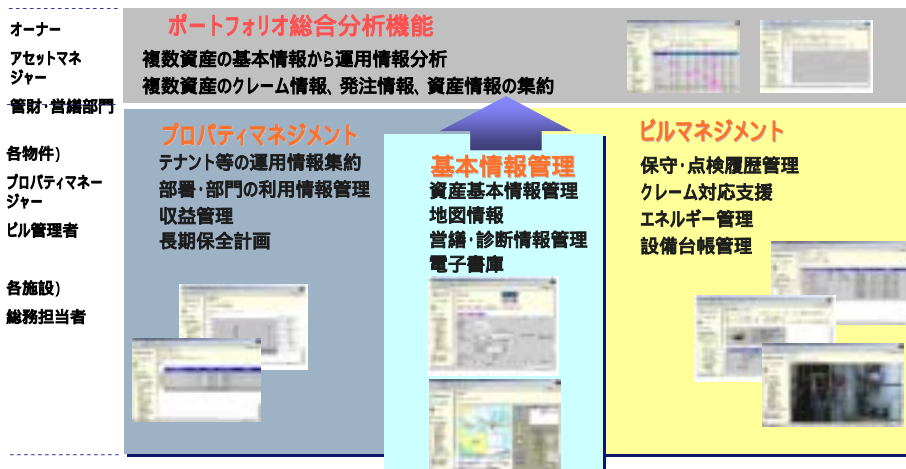 オーナー
アセットマネ
ジャー
管財･営繕部門
各物件)
プロパティマネー
ジャー
ビル管理者
各施設)
総務担当者
ポートフォリオ総合分析機能
複数資産の基本情報から運用情報分析
複数資産のクレーム情報、発注情報、資産情報の集約
プロパティマネジメント
テナント等の運用情報集約
部署･部門の利用情報管理
収益管理
長期保全計画
基本情報管理
資産基本情報管理
地図情報
営繕･診断情報管理
電子書庫
ビルマネジメント
保守･点検履歴管理
クレーム対応支援
エネルギー管理
設備台帳管理